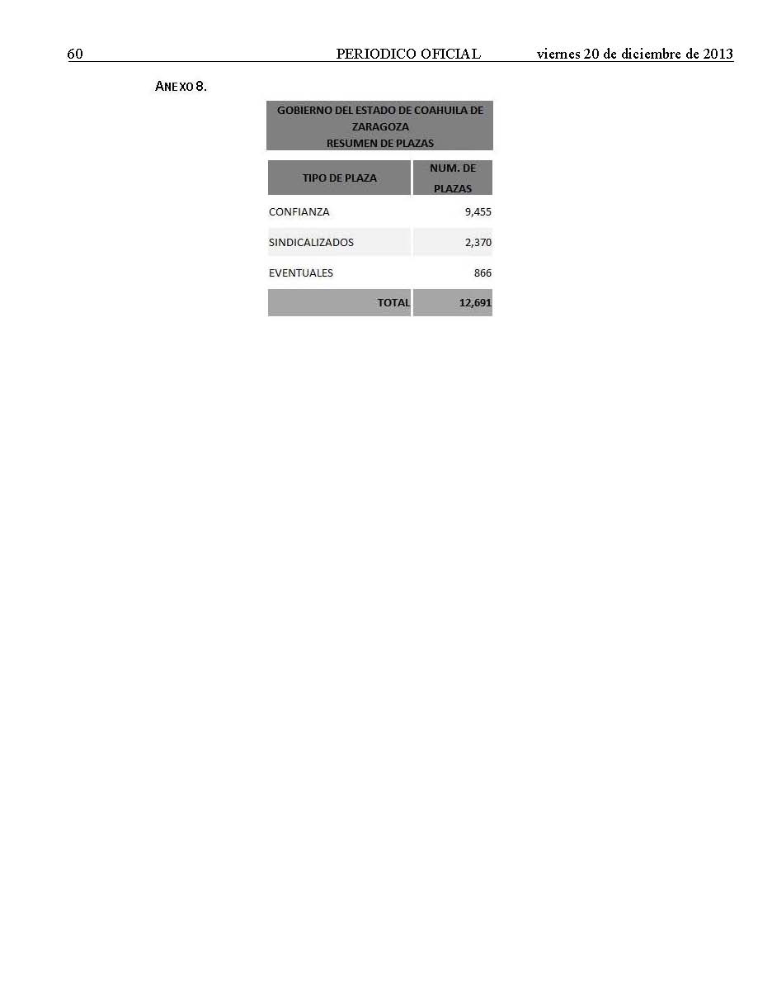 60 PERIODICO OFICIAL viernes 20 de diciembre de 2013
ANEXO 8.
GOBIERNO DEL ESTADO DE COAHUILA DE
ZARAGOZA
RESUMEN DE PLAZAS
TIPO DE PLAZA NUM. DE
PLAZAS
CONFIANZA 9,455
SINDICALIZADOS 2,370
EVENTUALES 866
TOTAL 12,691